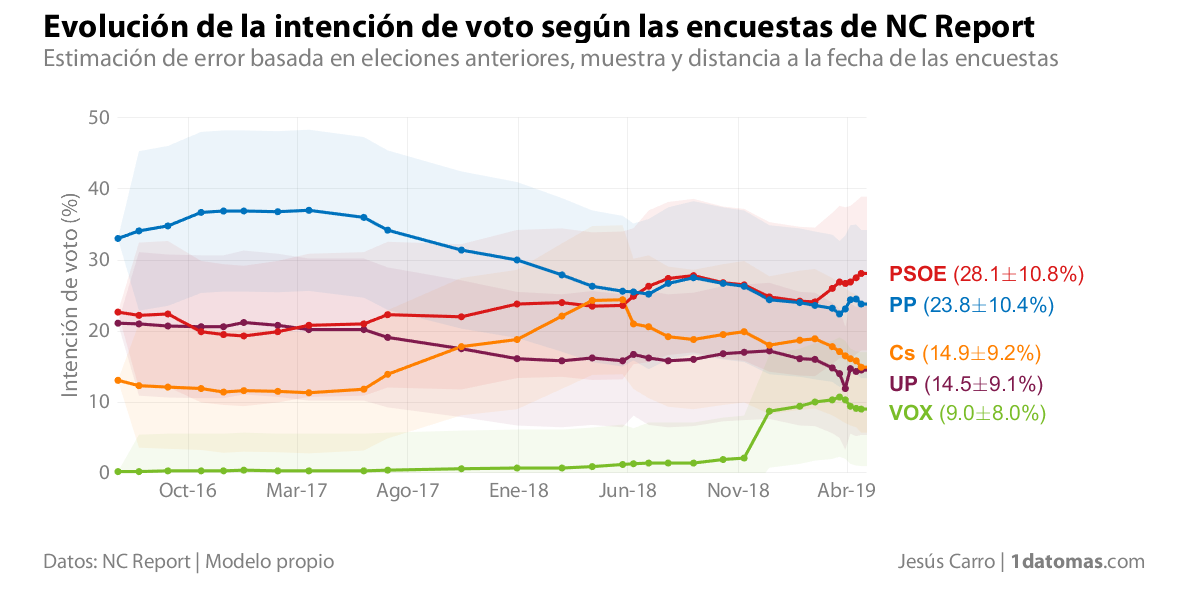 Evolución de la intención de voto según las encuestas de NC Report
Estimación de error basada en eleciones anteriores, muestra y distancia a la fecha de las encuestas
Intención de voto (%)
50
40
30
20
10
0
Oct-16
Mar-17
Ago-17
Ene-18
Jun-18
Nov-18
Abr-19
PSOE (28.1±10.8%)
PP (23.8±10.4%)
Cs (14.9±9.2%)
UP (14.5±9.1%)
VOX (9.0±8.0%)
Datos: NC Report | Modelo propio
Jesús Carro | 1datomas.com